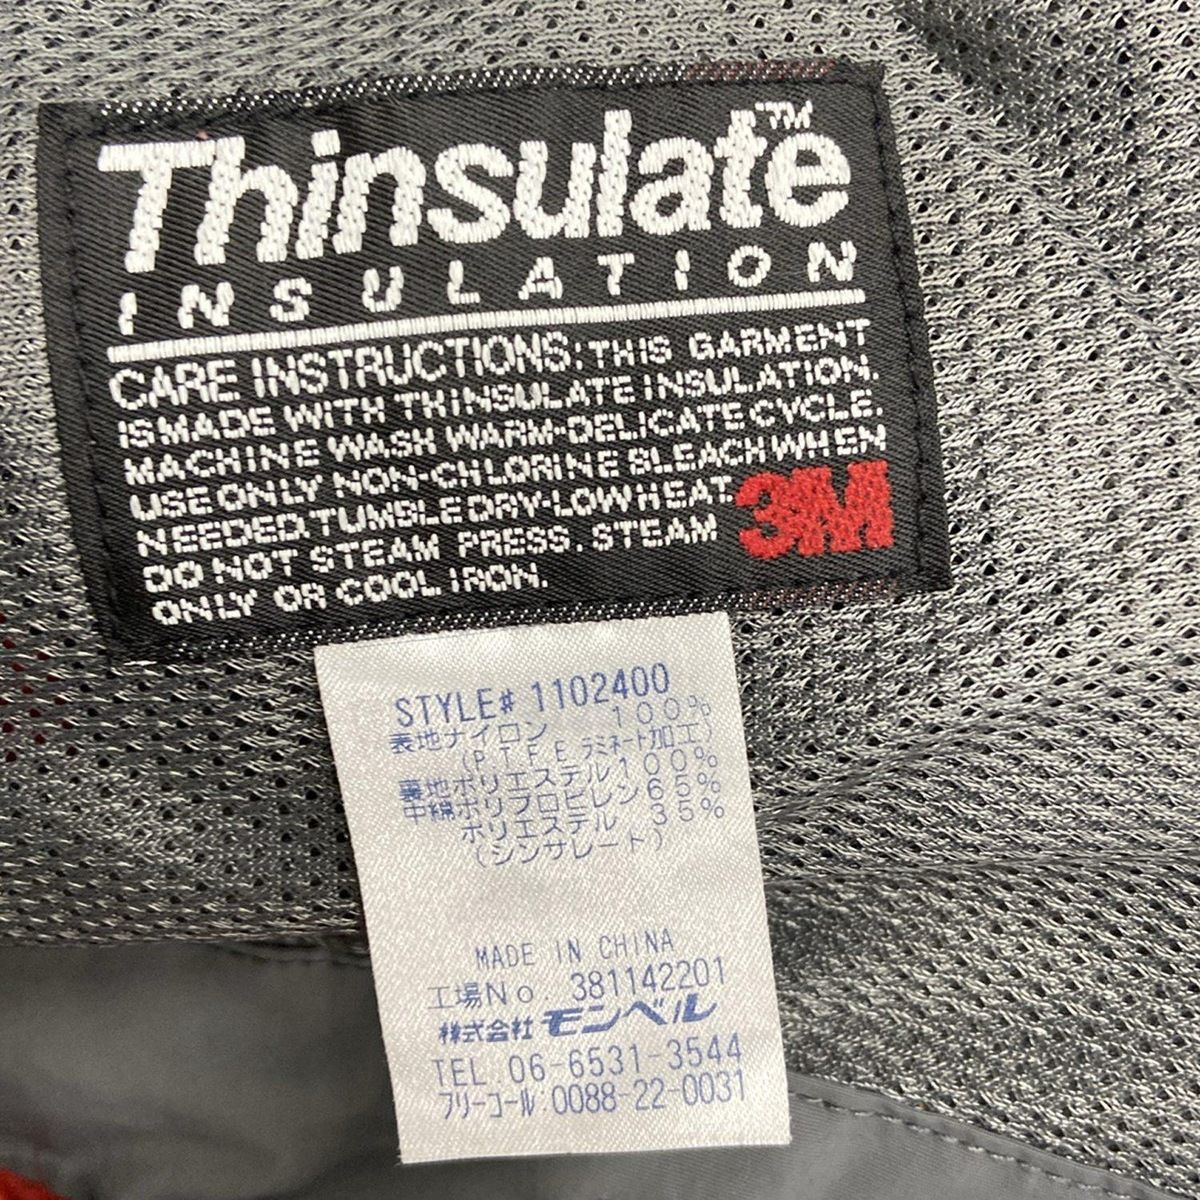 Thinsulate™
INSULATION
CARE INSTRUCTIONS: THIS GARMENT
IS MADE WITH THINSULATE INSULATION.
MACHINE WASH WARM-DELICATE CYCLE.
USE ONLY NON-CHLORINE BLEACH WHEN
NEEDED. TUMBLE DRY-LOW HEAT.
DO NOT STEAM PRESS. STEAM
ONLY OR COOL IRON.
3M
STYLE# 1102400
表地ナイロン 100%
(PTFEラミネート加工)
裏地ポリエステル100%
中綿ポリプロピレン65%
ポリエステル 35%
(シンサレート)
MADE IN CHINA
工場No. 381142201
株式会社 モンベル
TEL.06-6531-3544
フリーコール:0088-22-0031